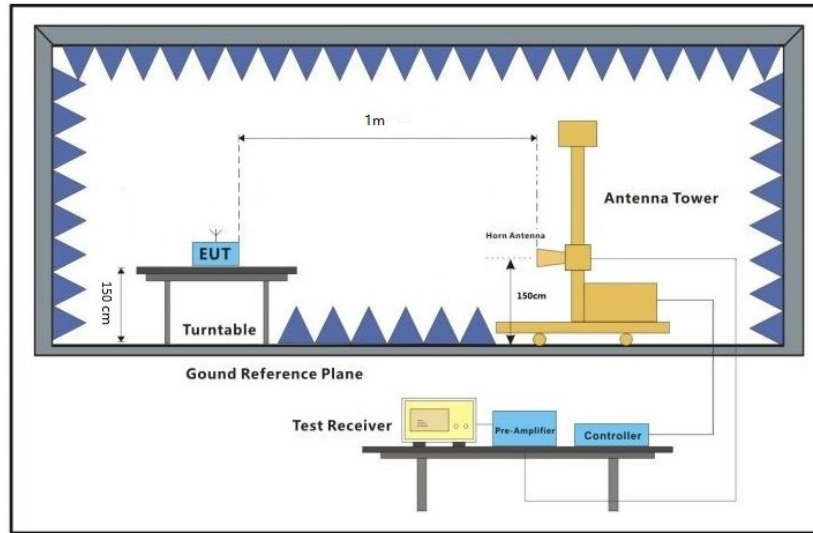 1m
Antenna Tower
Horn Antenna
EUT
150 cm
150cm
Turntable
Gound Reference Plane
Test Receiver
Pre-Amplifier
Controller